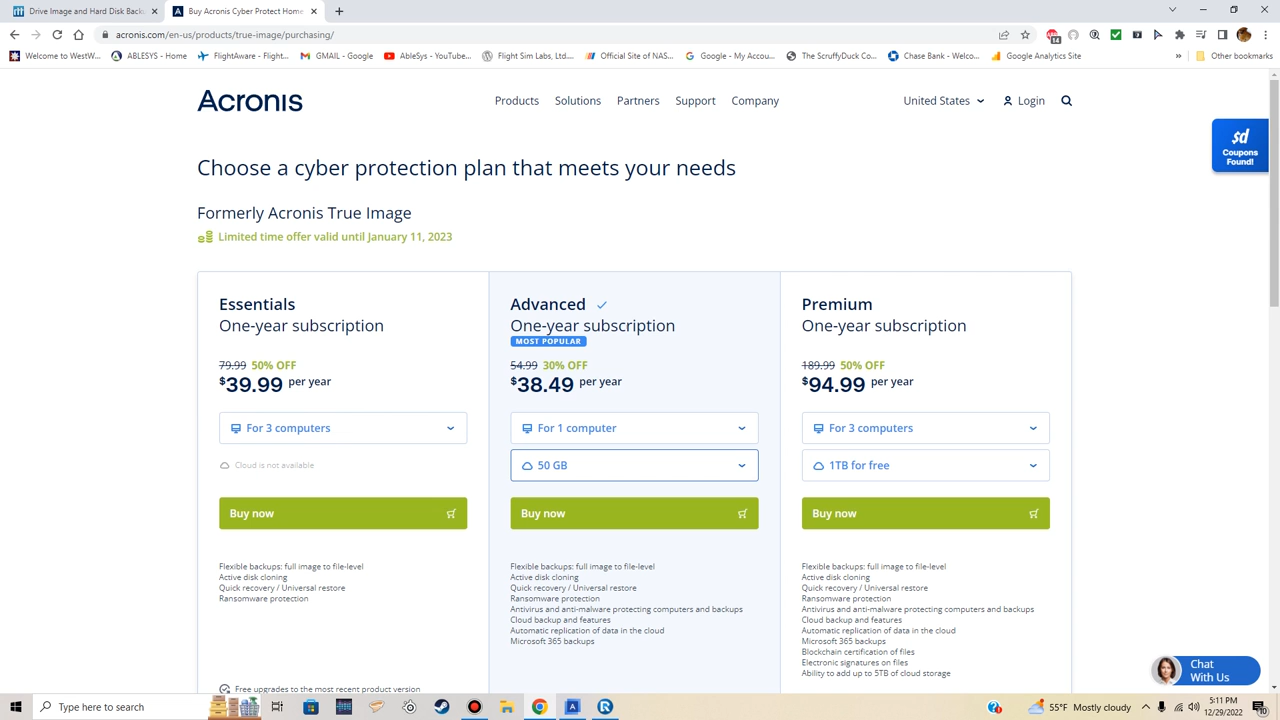 Drive Image and Hard Disk Back
Buy Acronis Cyber Protect Home
acronis.com/en-us/products/true-image/purchasing/
14
Welcome to WestW...
ABLESYS - Home
FlightAware - Flight...
GMAIL - Google
AbleSys - YouTube...
Flight Sim Labs, Ltd....
Official Site of NAS...
Google - My Accou...
The ScruffyDuck Co...
Chase Bank - Welco...
Google Analytics Site
»
Other bookmarks
Acronis
Products
Solutions
Partners
Support
Company
United States
Login
$d
Coupons
Found!
Choose a cyber protection plan that meets your needs
Formerly Acronis True Image
Limited time offer valid until January 11, 2023
Essentials
One-year subscription
79.99 50% OFF
$39.99 per year
For 3 computers
Cloud is not available
Buy now
Flexible backups: full image to file-level
Active disk cloning
Quick recovery / Universal restore
Ransomware protection
Free upgrades to the most recent product version
Advanced
One-year subscription
MOST POPULAR
54.99 30% OFF
$38.49 per year
For 1 computer
50 GB
Buy now
Flexible backups: full image to file-level
Active disk cloning
Quick recovery / Universal restore
Ransomware protection
Antivirus and anti-malware protecting computers and backups
Cloud backup and features
Automatic replication of data in the cloud
Microsoft 365 backups
Premium
One-year subscription
189.99 50% OFF
$94.99 per year
For 3 computers
1TB for free
Buy now
Flexible backups: full image to file-level
Active disk cloning
Quick recovery / Universal restore
Ransomware protection
Antivirus and anti-malware protecting computers and backups
Cloud backup and features
Automatic replication of data in the cloud
Microsoft 365 backups
Blockchain certification of files
Electronic signatures on files
Ability to add up to 5TB of cloud storage
Chat
With Us
Type here to search
55°F Mostly cloudy
5:11 PM
12/29/2022
10